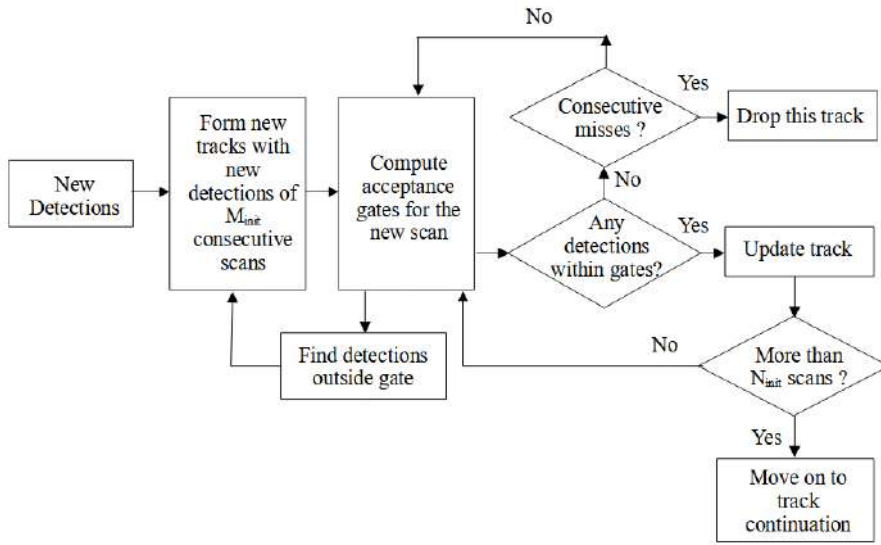 No
Consecutive
misses ?
Yes
Drop this track
Form new
tracks with
new
detections of
M_init
consecutive
scans
Compute
acceptance
gates for the
new scan
New
Detections
No
Any
detections
within gates?
Yes
Update track
Find detections
outside gate
No
More than
N_init scans ?
Yes
Move on to
track
continuation